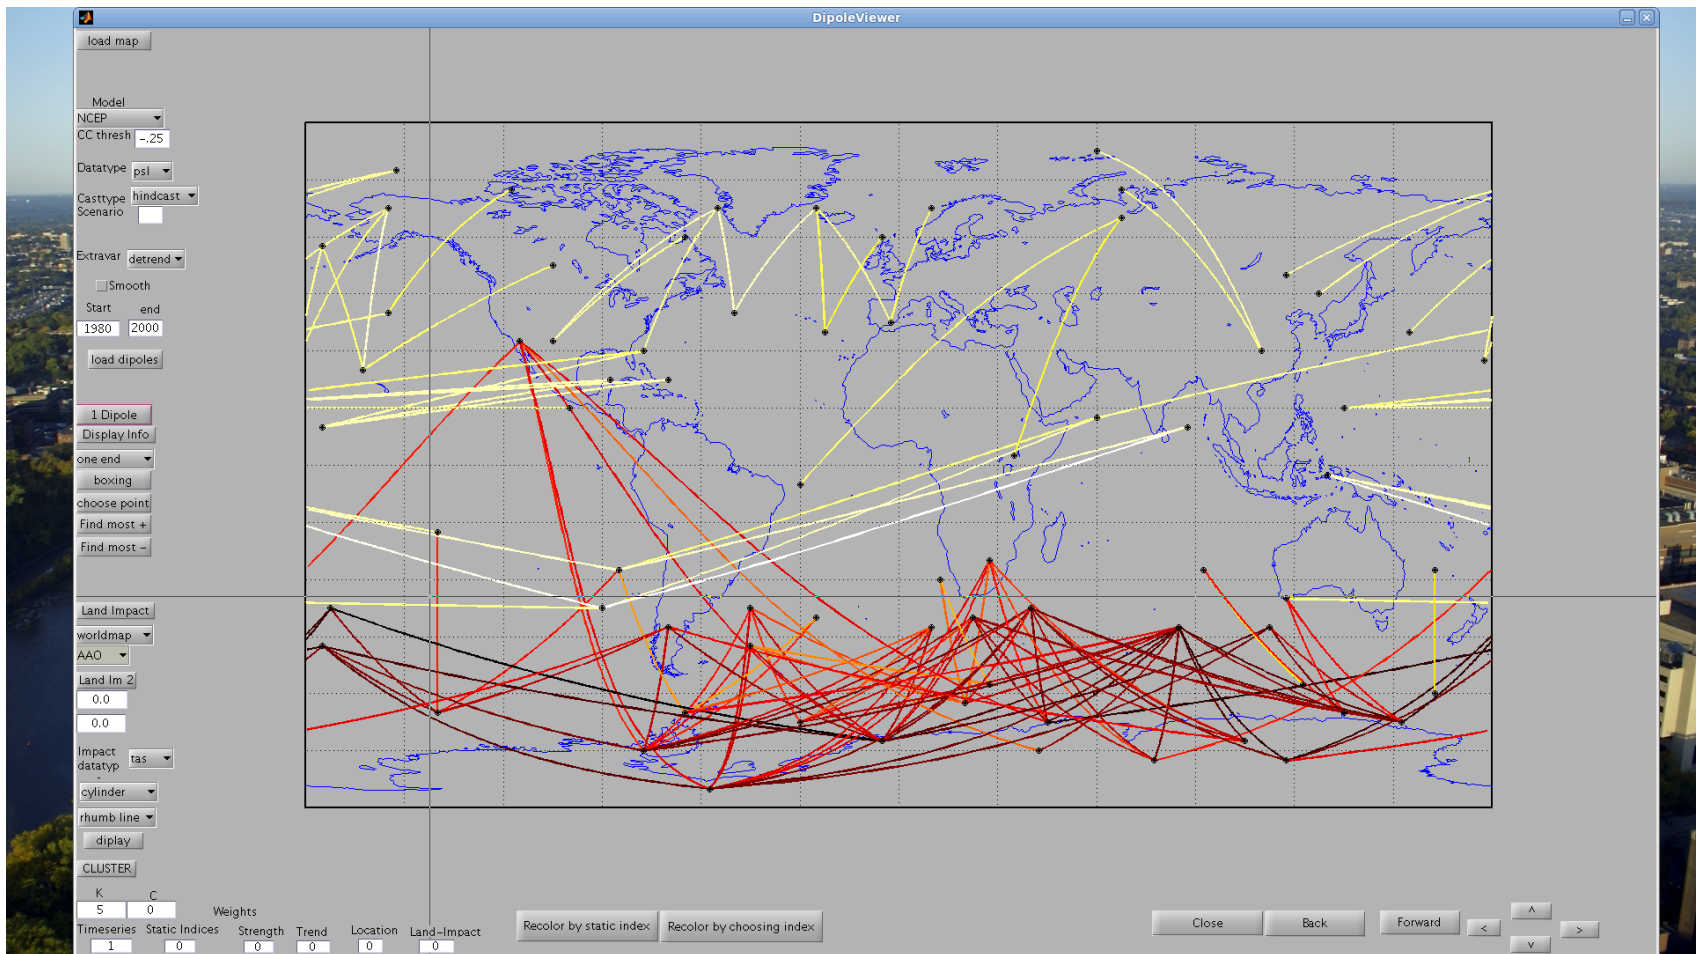 DipoleViewer
load map
Model
NCEP
CC thresh -.25
Datatype psl
Casttype hindcast
Scenario
Extravar detrend
Smooth
Start end
1980 2000
load dipoles
1 Dipole
Display Info
one end
boxing
choose point
Find most +
Find most -
Land Impact
worldmap
AAO
Land Im 2
0.0
0.0
Impact
datatyp tas
cylinder
rhumb line
diplay
CLUSTER
K C
5 0 Weights
Timeseries Static Indices Strength Trend Location Land-Impact
1 0 0 0 0 0
Recolor by static index Recolor by choosing index
Close Back Forward < ^ v >